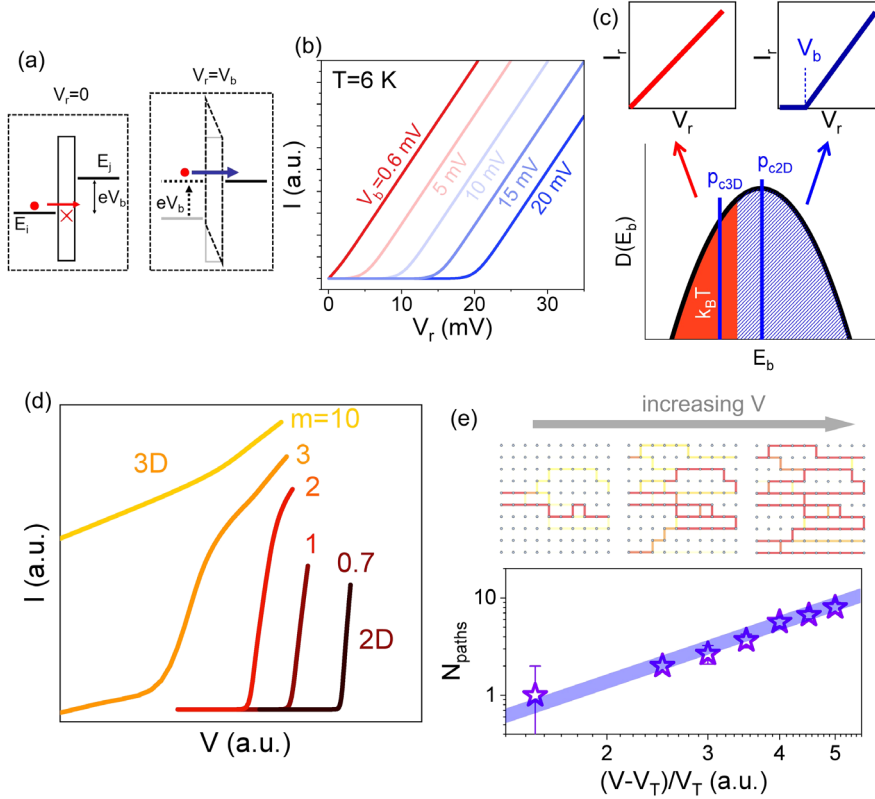 (a)
V_r=0
E_i
E_j
eV_b
V_r=V_b
eV_b
(b)
T=6 K
V_b=0.6 mV
5 mV
10 mV
15 mV
20 mV
I (a.u.)
0
10
20
30
V_r (mV)
(c)
I_r
V_r
I_r
V_b
V_r
p_c3D
p_c2D
D(E_b)
k_BT
E_b
(d)
m=10
3D
3
2
1
0.7
2D
I (a.u.)
V (a.u.)
(e)
increasing V
N_paths
10
1
2
3
4
5
(V-V_T)/V_T (a.u.)